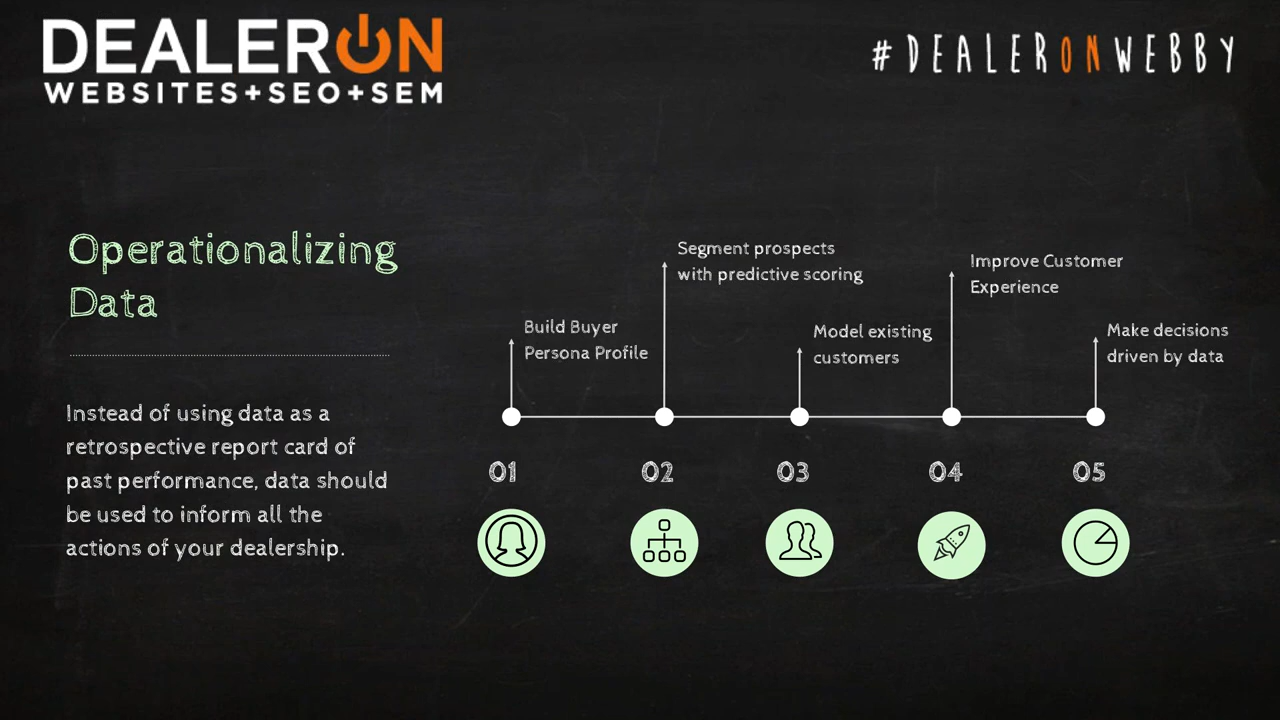 DEALERON
WEBSITES+SEO+SEM
#DEALERONWEBBY
Operationalizing
Data
Instead of using data as a
retrospective report card of
past performance, data should
be used to inform all the
actions of your dealership.
Build Buyer
Persona Profile
Segment prospects
with predictive scoring
Model existing
customers
Improve Customer
Experience
Make decisions
driven by data
01
02
03
04
05